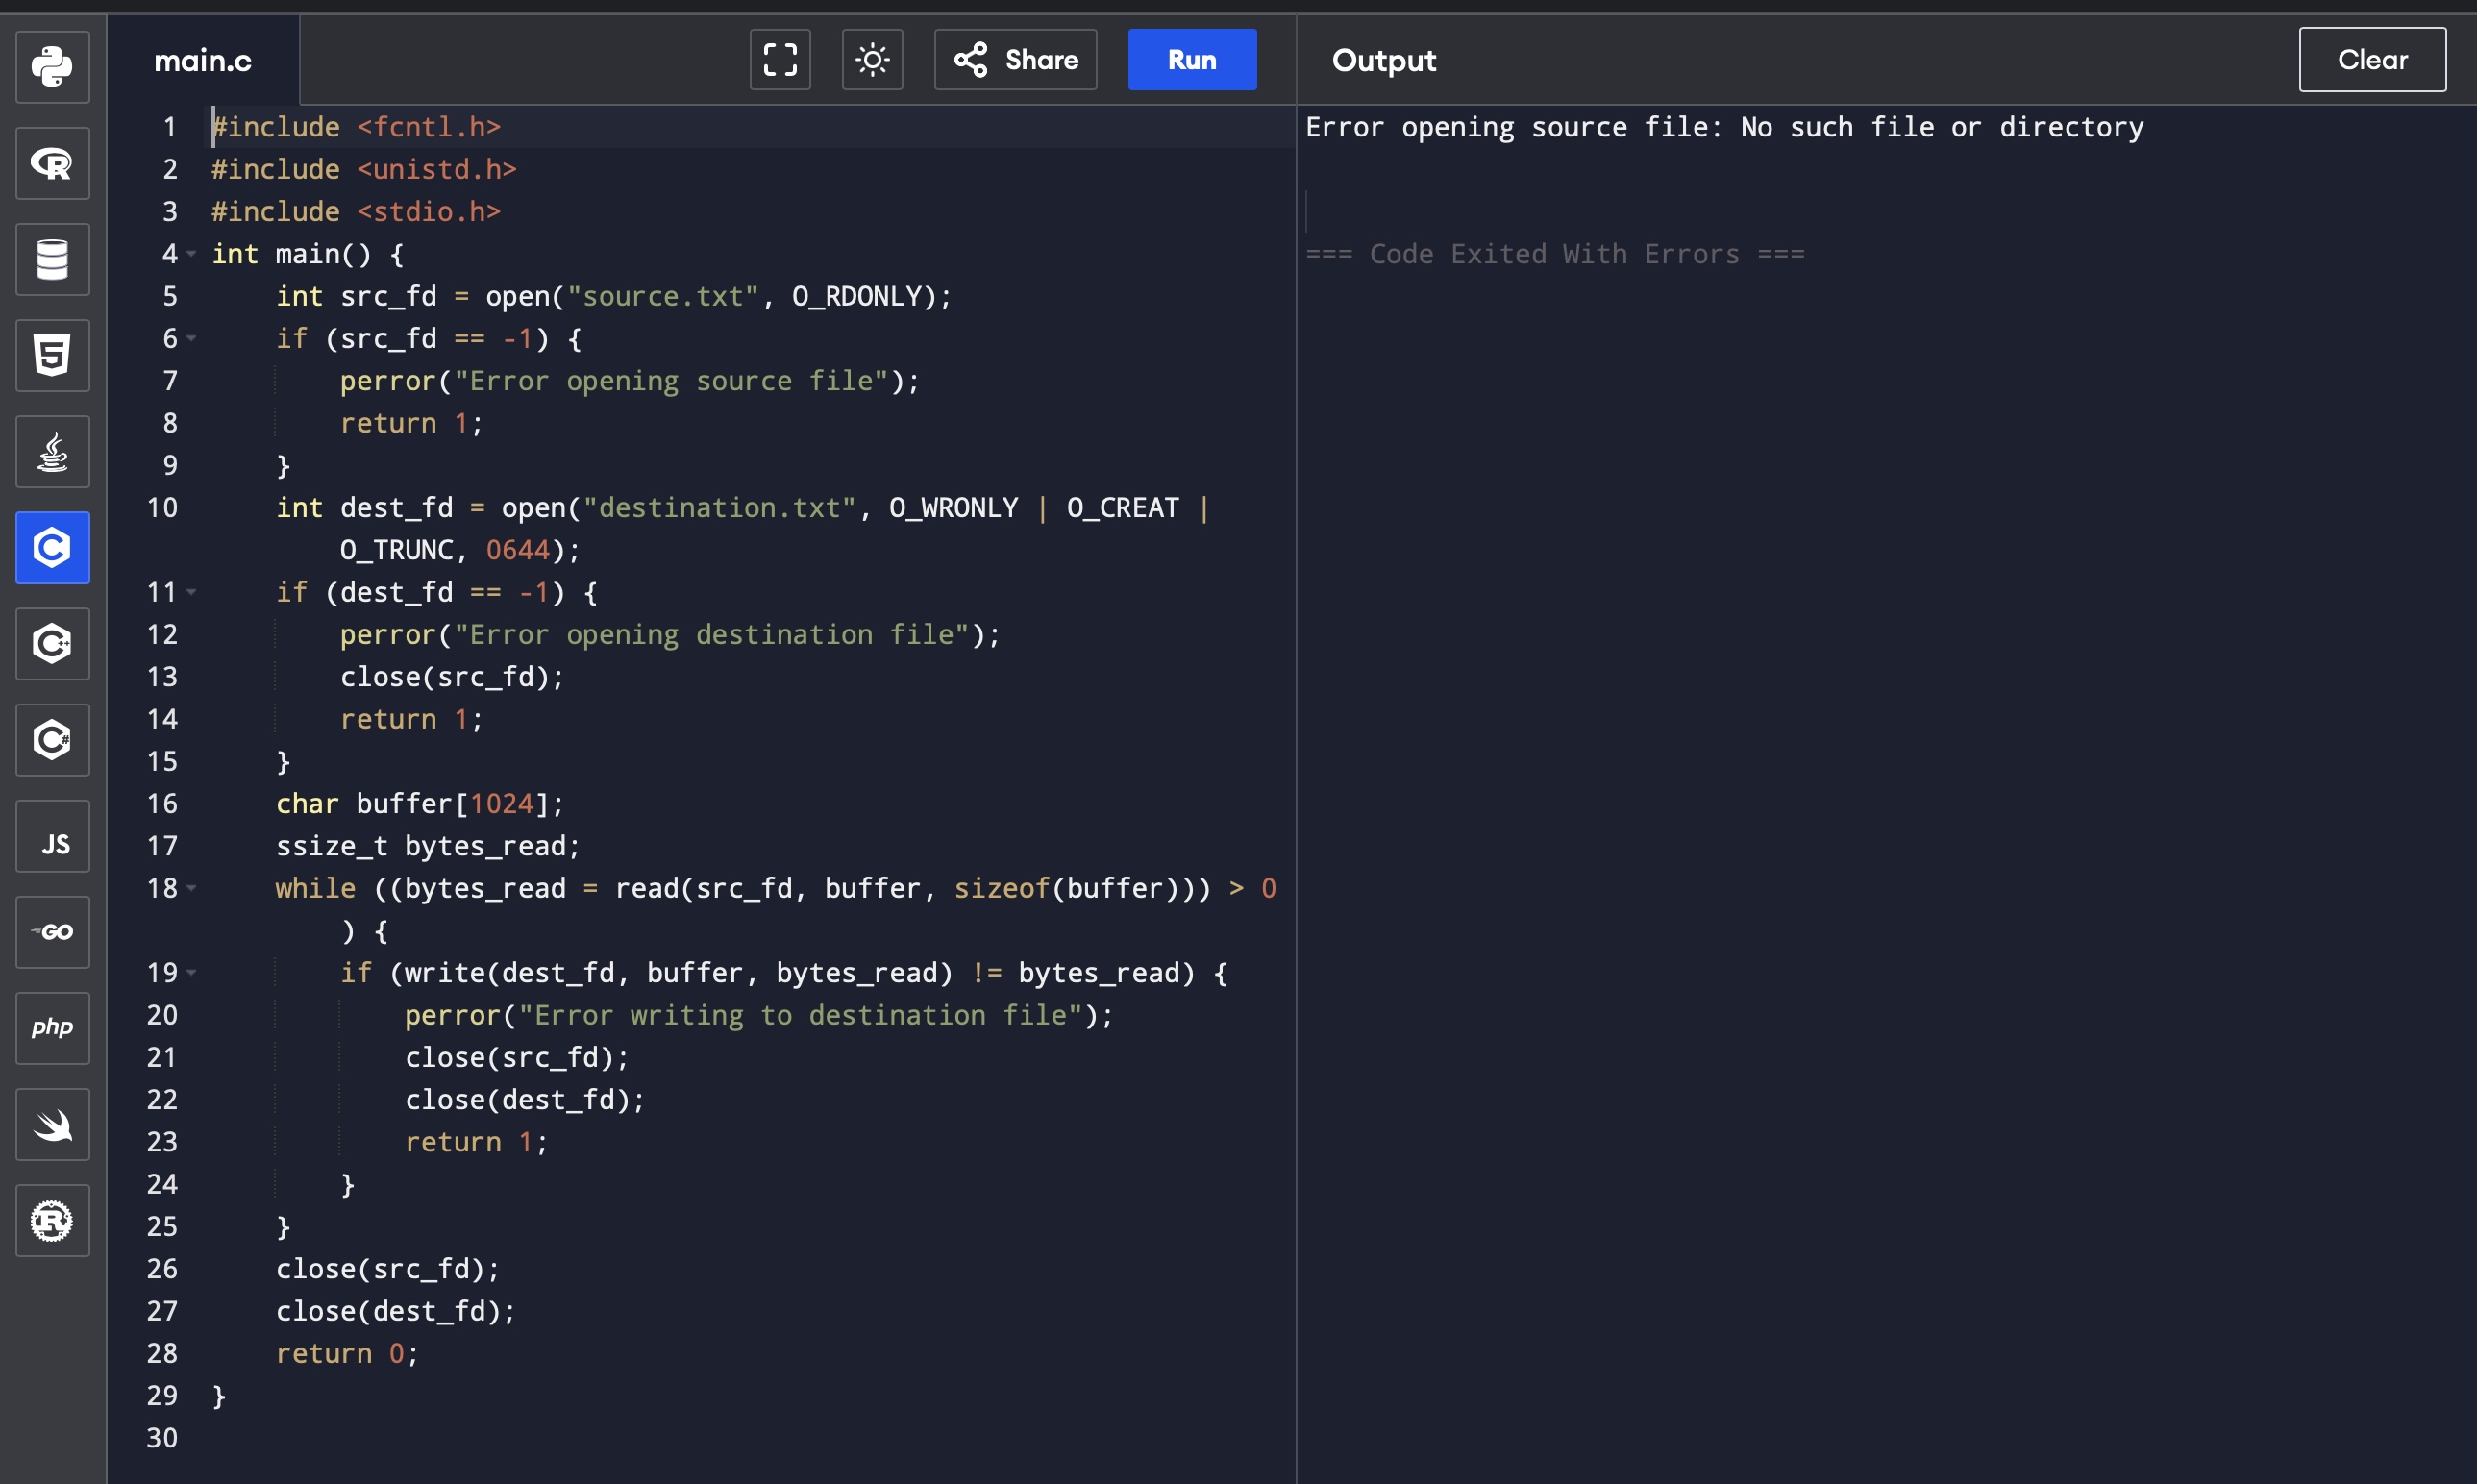 main.c
Share
Run
Output
Clear
R
5
C
C++
C#
JS
GO
php
R
1 #include <fcntl.h>
2 #include <unistd.h>
3 #include <stdio.h>
4 int main() {
5     int src_fd = open("source.txt", O_RDONLY);
6     if (src_fd == -1) {
7         perror("Error opening source file");
8         return 1;
9     }
10     int dest_fd = open("destination.txt", O_WRONLY | O_CREAT |
        O_TRUNC, 0644);
11     if (dest_fd == -1) {
12         perror("Error opening destination file");
13         close(src_fd);
14         return 1;
15     }
16     char buffer[1024];
17     ssize_t bytes_read;
18     while ((bytes_read = read(src_fd, buffer, sizeof(buffer))) > 0
        ) {
19         if (write(dest_fd, buffer, bytes_read) != bytes_read) {
20             perror("Error writing to destination file");
21             close(src_fd);
22             close(dest_fd);
23             return 1;
24         }
25     }
26     close(src_fd);
27     close(dest_fd);
28     return 0;
29 }
30
Error opening source file: No such file or directory
=== Code Exited With Errors ===